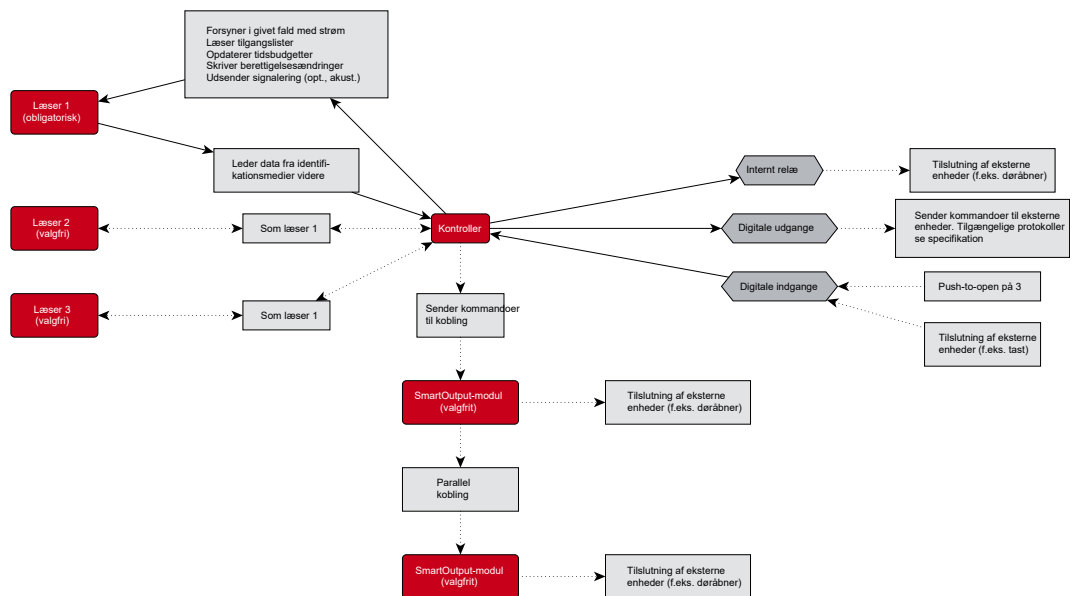 Forsyner i givet fald med strøm
Læser tilgangslister
Opdaterer tidsbudgetter
Skriver berettigelsesændringer
Udsender signalering (opt., akust.)
Læser 1
(obligatorisk)
Leder data fra identifi-
kationsmedier videre
Internt relæ
Tilslutning af eksterne
enheder (f.eks. døråbner)
Læser 2
(valgfri)
Som læser 1
Kontroller
Digitale udgange
Sender kommandoer til eksterne
enheder. Tilgængelige protokoller
se specifikation
Læser 3
(valgfri)
Som læser 1
Sender kommandoer
til kobling
Digitale indgange
Push-to-open på 3
Tilslutning af eksterne
enheder (f.eks. tast)
SmartOutput-modul
(valgfrit)
Tilslutning af eksterne
enheder (f.eks. døråbner)
Parallel
kobling
SmartOutput-modul
(valgfrit)
Tilslutning af eksterne
enheder (f.eks. døråbner)